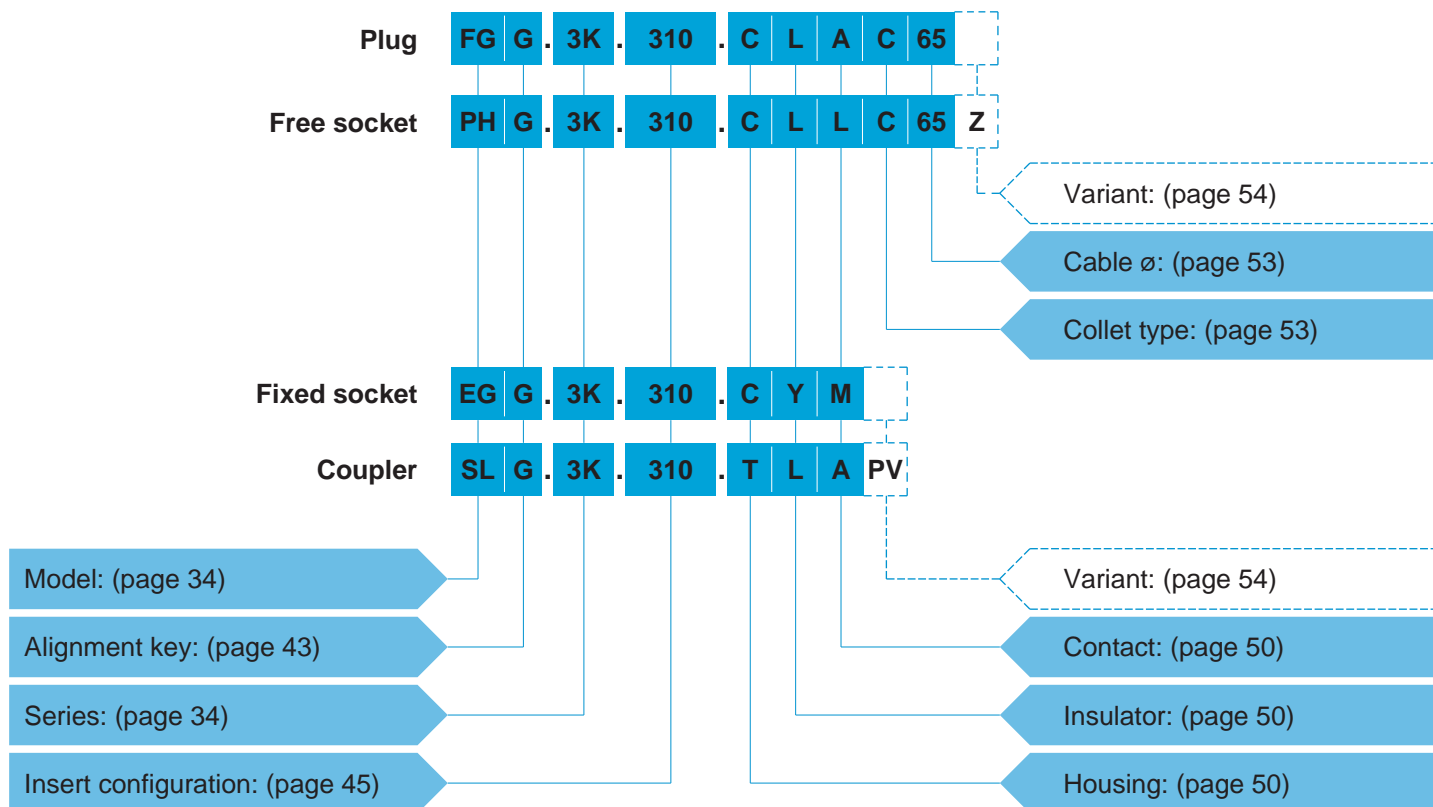 Plug FG G . 3K . 310 . C L A C 65
Free socket PH G . 3K . 310 . C L L C 65 Z
Variant: (page 54)
Cable ø: (page 53)
Collet type: (page 53)
Fixed socket EG G . 3K . 310 . C Y M
Coupler SL G . 3K . 310 . T L A PV
Model: (page 34) Variant: (page 54)
Alignment key: (page 43) Contact: (page 50)
Series: (page 34) Insulator: (page 50)
Insert configuration: (page 45) Housing: (page 50)